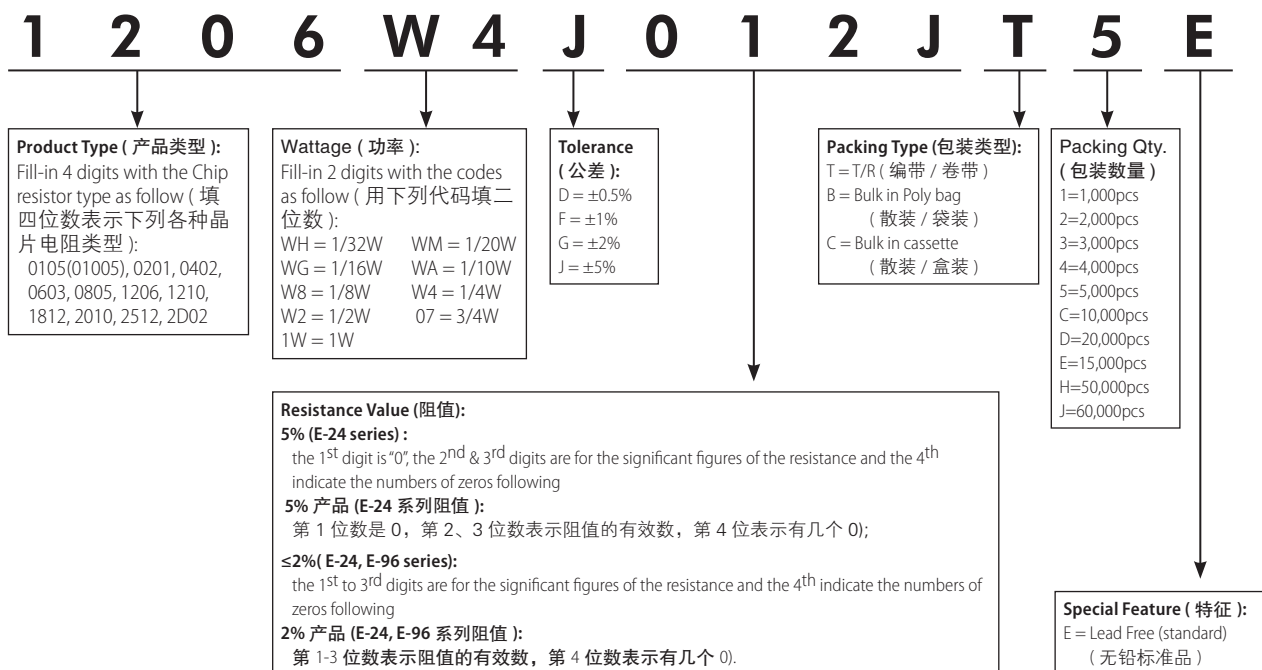 1 2 0 6 W 4 J 0 1 2 J T 5 E
Product Type ( 产品类型 ):
Fill-in 4 digits with the Chip
resistor type as follow ( 填
四位数表示下列各种晶
片电阻类型 ):
0105(01005), 0201, 0402,
0603, 0805, 1206, 1210,
1812, 2010, 2512, 2D02
Wattage ( 功率 ):
Fill-in 2 digits with the codes
as follow ( 用下列代码填二
位数 ):
WH = 1/32W WM = 1/20W
WG = 1/16W WA = 1/10W
W8 = 1/8W W4 = 1/4W
W2 = 1/2W 07 = 3/4W
1W = 1W
Tolerance
( 公差 ):
D = ±0.5%
F = ±1%
G = ±2%
J = ±5%
Packing Type (包装类型):
T = T/R ( 编带 / 卷带 )
B = Bulk in Poly bag
( 散装 / 袋装 )
C = Bulk in cassette
( 散装 / 盒装 )
Packing Qty.
( 包装数量 )
1=1,000pcs
2=2,000pcs
3=3,000pcs
4=4,000pcs
5=5,000pcs
C=10,000pcs
D=20,000pcs
E=15,000pcs
H=50,000pcs
J=60,000pcs
Resistance Value (阻值):
5% (E-24 series) :
the 1st digit is "0", the 2nd & 3rd digits are for the significant figures of the resistance and the 4th
indicate the numbers of zeros following
5% 产品 (E-24 系列阻值 ):
第 1 位数是 0，第 2、3 位数表示阻值的有效数，第 4 位表示有几个 0);
≤2%( E-24, E-96 series):
the 1st to 3rd digits are for the significant figures of the resistance and the 4th indicate the numbers of
zeros following
2% 产品 (E-24, E-96 系列阻值 ):
第 1-3 位数表示阻值的有效数，第 4 位数表示有几个 0).
Special Feature ( 特征 ):
E = Lead Free (standard)
( 无铅标准品 )